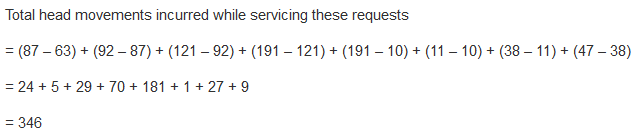 Total head movements incurred while servicing these requests
= (87 – 63) + (92 – 87) + (121 – 92) + (191 – 121) + (191 – 10) + (11 – 10) + (38 – 11) + (47 – 38)
= 24 + 5 + 29 + 70 + 181 + 1 + 27 + 9
= 346